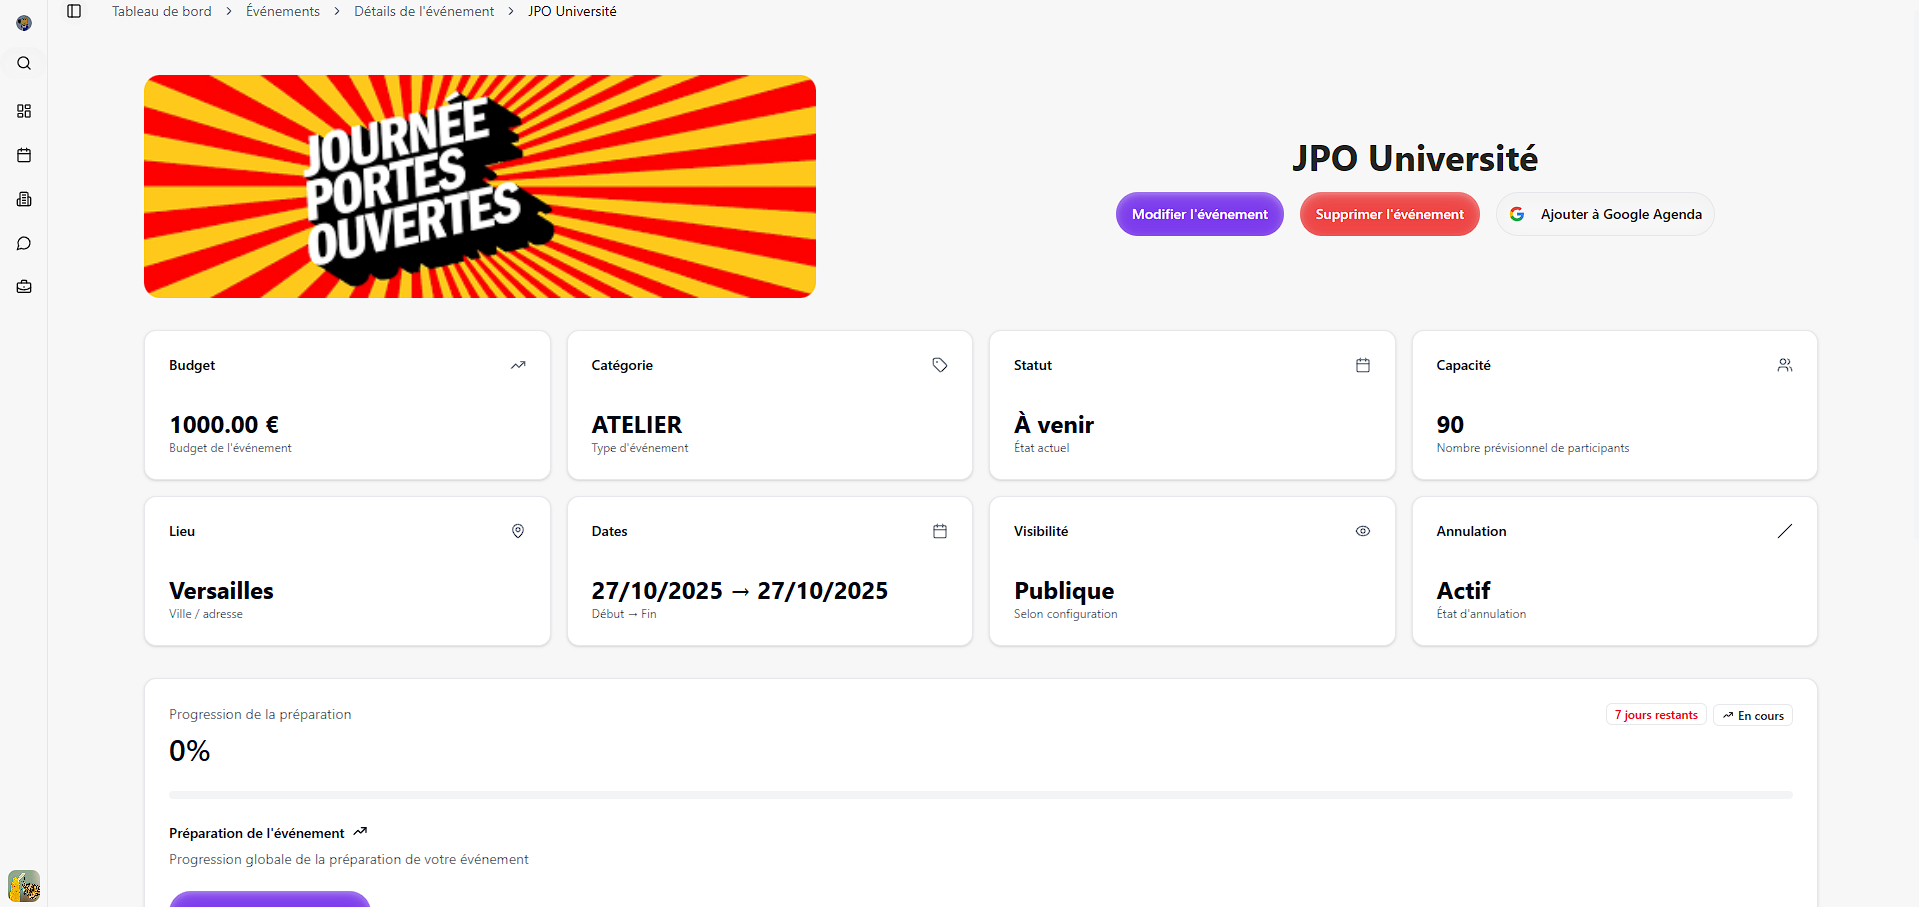 Tableau de bord > Événements > Détails de l'événement > JPO Université
JOURNÉE
PORTES
OUVERTES
JPO Université
Modifier l'événement
Supprimer l'événement
Ajouter à Google Agenda
Budget
1000.00 €
Budget de l'événement
Catégorie
ATELIER
Type d'événement
Statut
À venir
État actuel
Capacité
90
Nombre prévisionnel de participants
Lieu
Versailles
Ville / adresse
Dates
27/10/2025 → 27/10/2025
Début → Fin
Visibilité
Publique
Selon configuration
Annulation
Actif
État d'annulation
Progression de la préparation
7 jours restants
En cours
0%
Préparation de l'événement
Progression globale de la préparation de votre événement